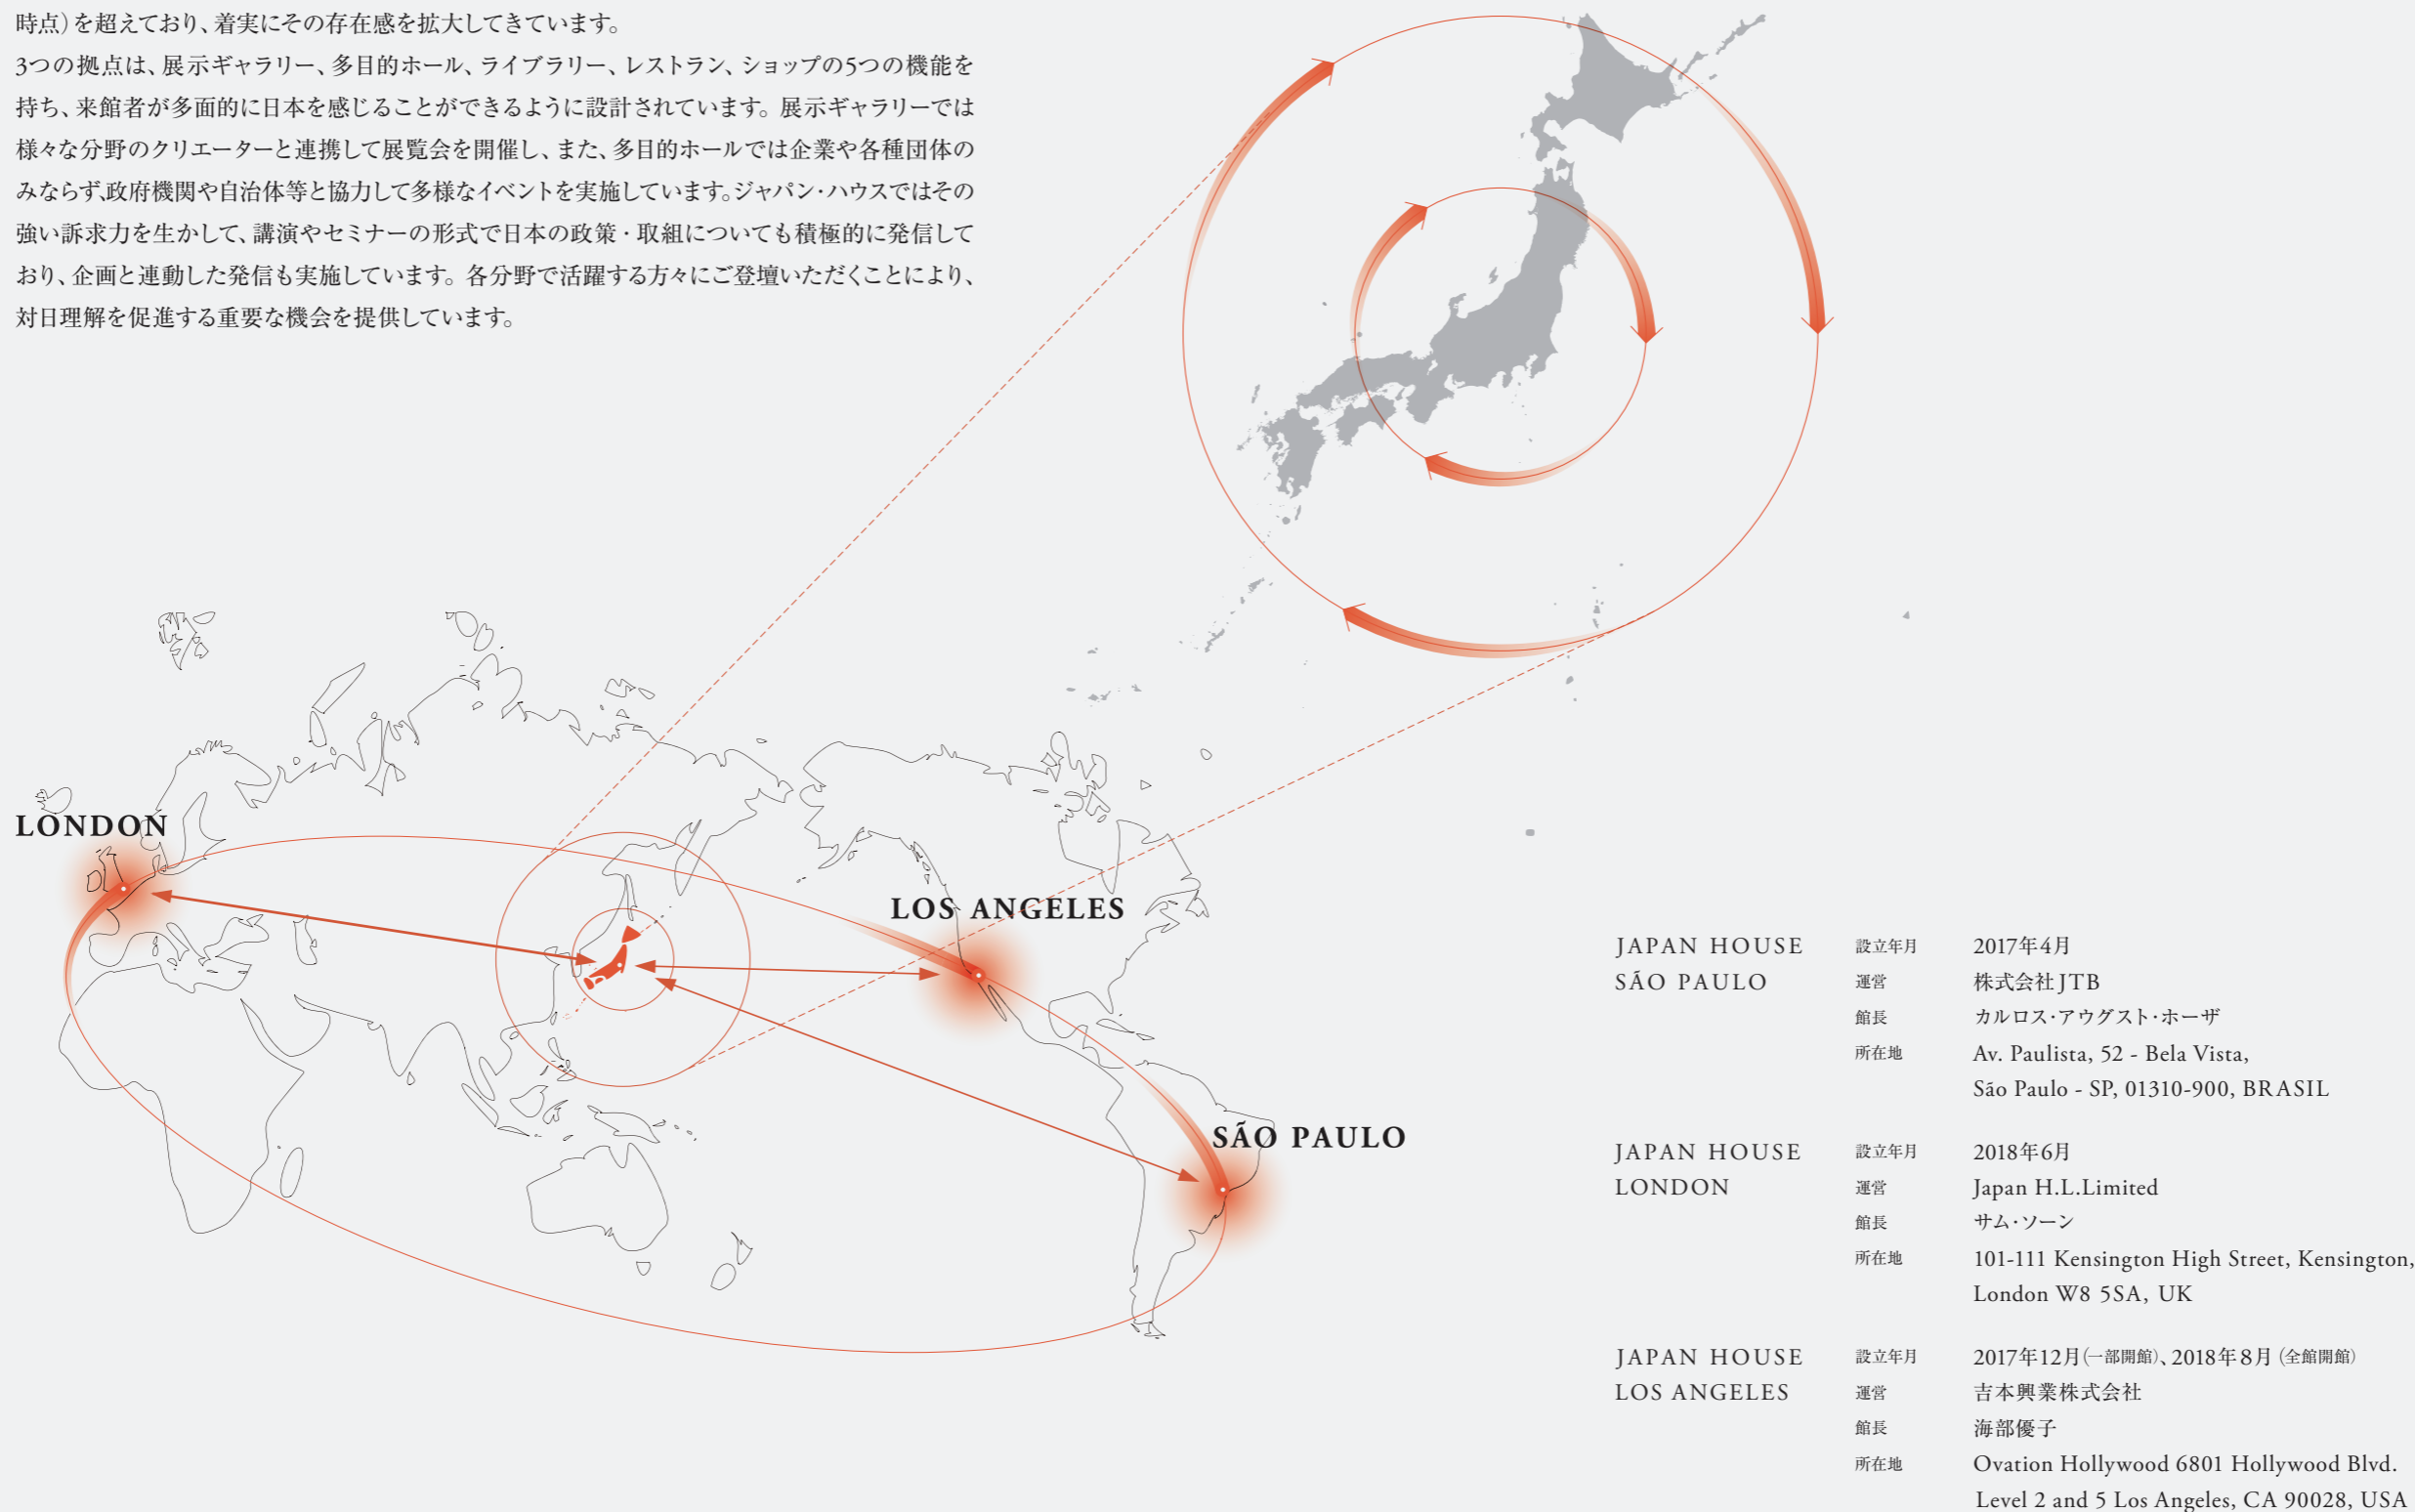 時点）を超えており、着実にその存在感を拡大してきています。
3つの拠点は、展示ギャラリー、多目的ホール、ライブラリー、レストラン、ショップの5つの機能を
持ち、来館者が多面的に日本を感じることができるように設計されています。展示ギャラリーでは
様々な分野のクリエーターと連携して展覧会を開催し、また、多目的ホールでは企業や各種団体の
みならず、政府機関や自治体等と協力して多様なイベントを実施しています。ジャパン・ハウスではその
強い訴求力を生かして、講演やセミナーの形式で日本の政策・取組についても積極的に発信して
おり、企画と連動した発信も実施しています。各分野で活躍する方々にご登壇いただくことにより、
対日理解を促進する重要な機会を提供しています。
LONDON
LOS ANGELES
SÃO PAULO
JAPAN HOUSE 設立年月 2017年4月
SÃO PAULO 運営 株式会社JTB
館長 カルロス・アウグスト・ホーザ
所在地 Av. Paulista, 52 - Bela Vista,
São Paulo - SP, 01310-900, BRASIL
JAPAN HOUSE 設立年月 2018年6月
LONDON 運営 Japan H.L.Limited
館長 サム・ソーン
所在地 101-111 Kensington High Street, Kensington,
London W8 5SA, UK
JAPAN HOUSE 設立年月 2017年12月（一部開館）、2018年8月（全館開館）
LOS ANGELES 運営 吉本興業株式会社
館長 海部優子
所在地 Ovation Hollywood 6801 Hollywood Blvd.
Level 2 and 5 Los Angeles, CA 90028, USA